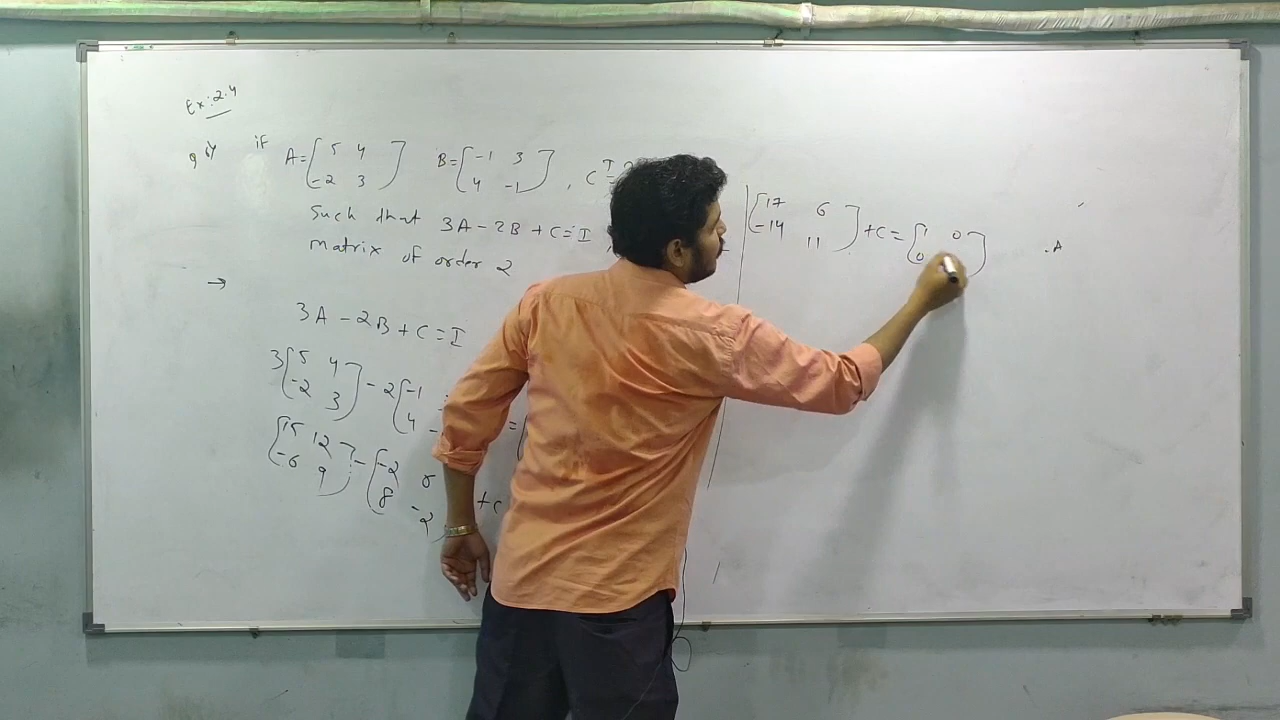 Ex:2.4
if A = [ 5 4 ] B = [ -1 3 ] , C^T
[ -2 3 ] [ 4 -1 ]
Such that 3A - 2B + C = I
matrix of order 2
→
3A - 2B + C = I
3 [ 5 4 ] - 2 [ -1
[ -2 3 ] [ 4 - =
[ 15 12 ] - [ -2 6
[ -6 9 ] [ 8 -2 + C
[ 17 6 ] + C = [ 1 0 ]
[ -14 11 ] [ 0
.A